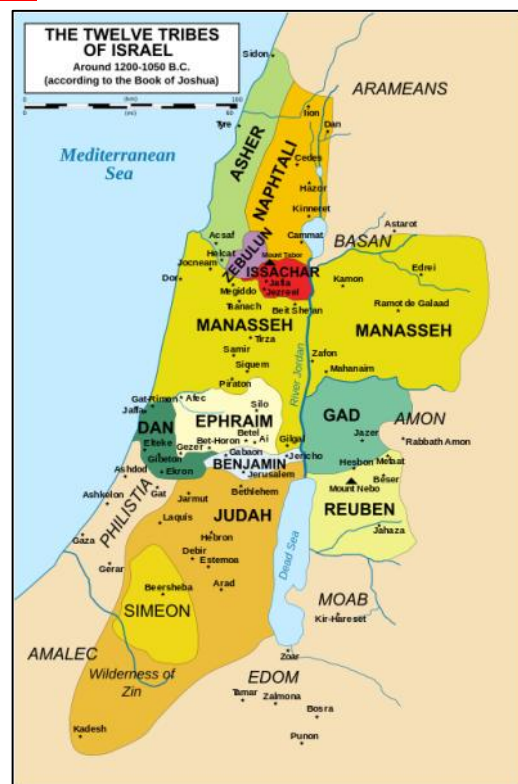 THE TWELVE TRIBES
OF ISRAEL
Around 1200-1050 B.C.
(according to the Book of Joshua)
Sidon
ARAMEANS
Tyre
Iion
Dan
Mediterranean
Sea
ASHER
NAPHTALI
Cedes
Hazor
Kinneret
Acsaf
Cammat
Astarot
BASAN
Helcat
ZEBULUN
Mount Tabor
Jocneam
ISSACHAR
Edrei
Dor
Jafia
Kamon
Jezreel
Megiddo
Beit She'an
Ramot de Galaad
Taanach
MANASSEH
MANASSEH
Tirza
Samir
Zafon
Siquem
Mahanaim
Piraton
River Jordan
Gat-Rimon
Afec
Jaffa
Silo
GAD
AMON
DAN
EPHRAIM
Betel
Elteke
Bet-Horon
Ai
Gilgal
Jazer
Rabbath Amon
Gezer
Gabaon
Gibeton
BENJAMIN
Jericho
Hesbon
Mefaat
Ashdod
Ekron
Jerusalem
Beser
Gat
Bethlehem
Mount Nebo
PHILISTIA
Ashkelon
Jarmut
REUBEN
Laquis
JUDAH
Jahaza
Gaza
Hebron
Dead Sea
Debir
Gerar
Estemoa
Beersheba
Arad
SIMEON
MOAB
Kir-Hareset
AMALEC
Zoar
Wilderness of
Zin
EDOM
Tamar
Zalmona
Bosra
Kadesh
Punon